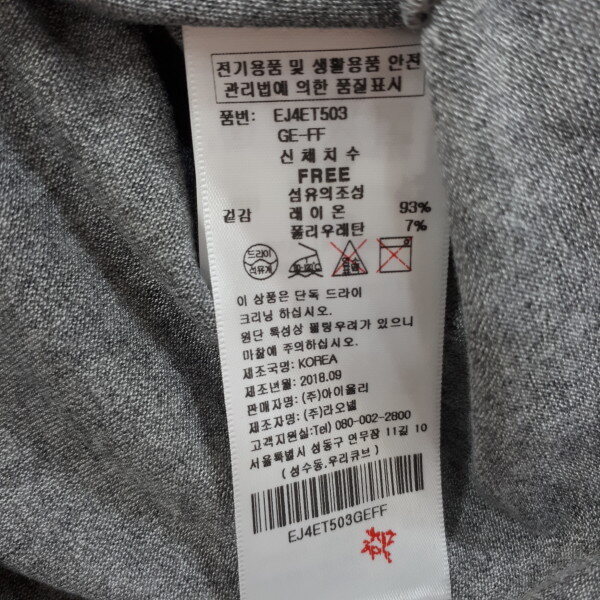 전기용품 및 생활용품 안전
관리법에 의한 품질표시
품번: EJ4ET503
GE-FF
신체치수
FREE
섬유의조성
겉감 레이온 93%
폴리우레탄 7%
드라이
석유계
이 상품은 단독 드라이
크리닝 하십시오.
원단 특성상 필링우려가 있으니
마찰에 주의하십시오.
제조국명: KOREA
제조년월: 2018.09
판매자명: (주)아이올리
제조자명: (주)라오넬
고객지원실:Tel) 080-002-2800
서울특별시 성동구 연무장 11길 10
(성수동,우리큐브)
EJ4ET503GEFF